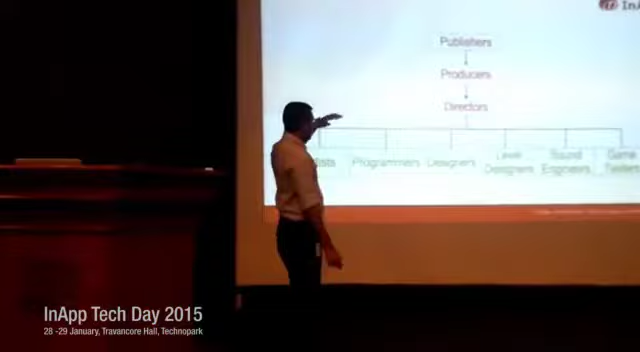 InA
Publishers
Producers
Directors
Programmers Designers Level Designers Sound Engineers Game
InApp Tech Day 2015
28 -29 January, Travancore Hall, Technopark